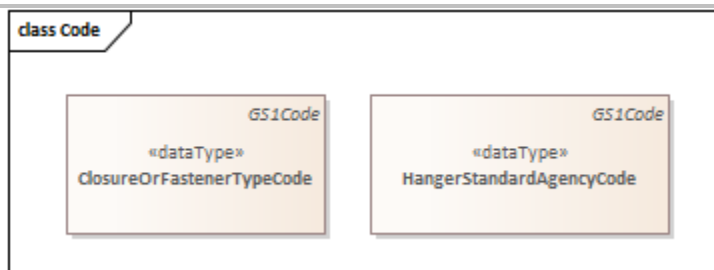 class Code
GS1Code
«dataType»
ClosureOrFastenerTypeCode
GS1Code
«dataType»
HangerStandardAgencyCode